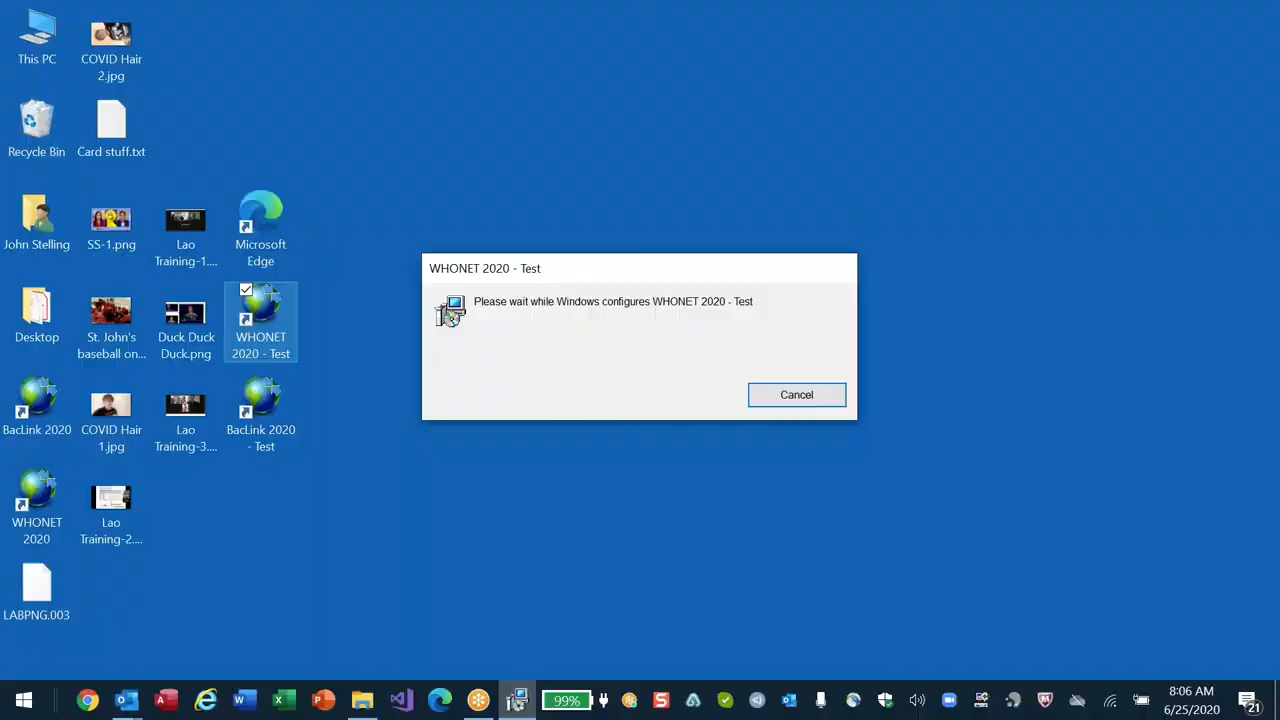 This PC
COVID Hair
2.jpg
Recycle Bin
Card stuff.txt
John Stelling
SS-1.png
Lao
Training-1....
Microsoft
Edge
Desktop
St. John's
baseball on...
Duck Duck
Duck.png
WHONET
2020 - Test
BacLink 2020
COVID Hair
1.jpg
Lao
Training-3....
BacLink 2020
- Test
WHONET
2020
Lao
Training-2....
LABPNG.003
WHONET 2020 - Test
Please wait while Windows configures WHONET 2020 - Test
Cancel
99%
8:06 AM
6/25/2020
21